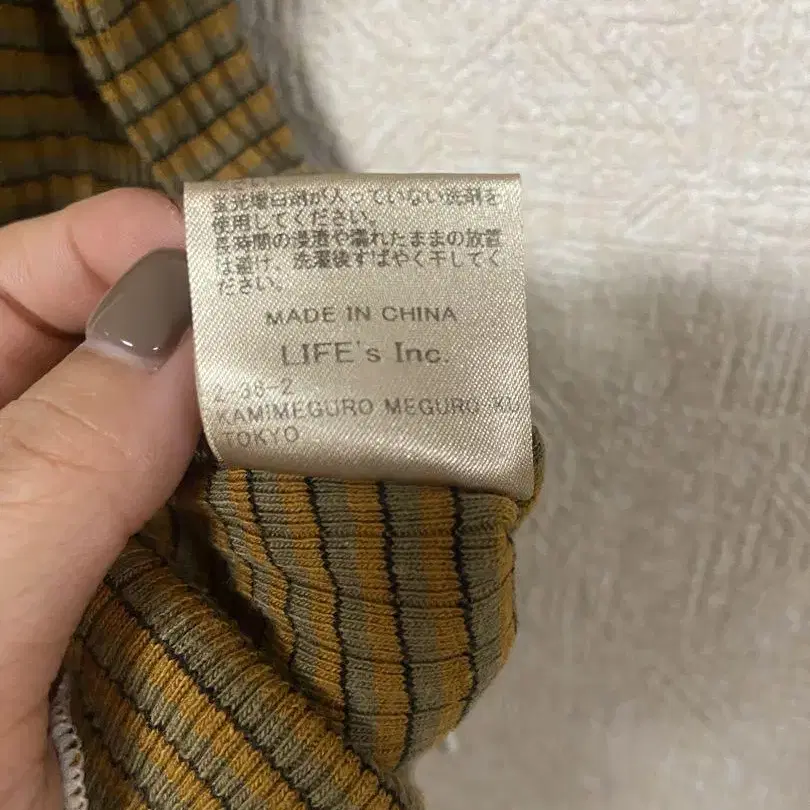 蛍光増白剤が入っていない洗剤を
使用してください。
長時間の浸漬や濡れたままの放置
は避け、洗濯後すばやく干してく
ださい。
MADE IN CHINA
LIFE's Inc.
2-38-2
KAMIMEGURO MEGURO-KU
TOKYO